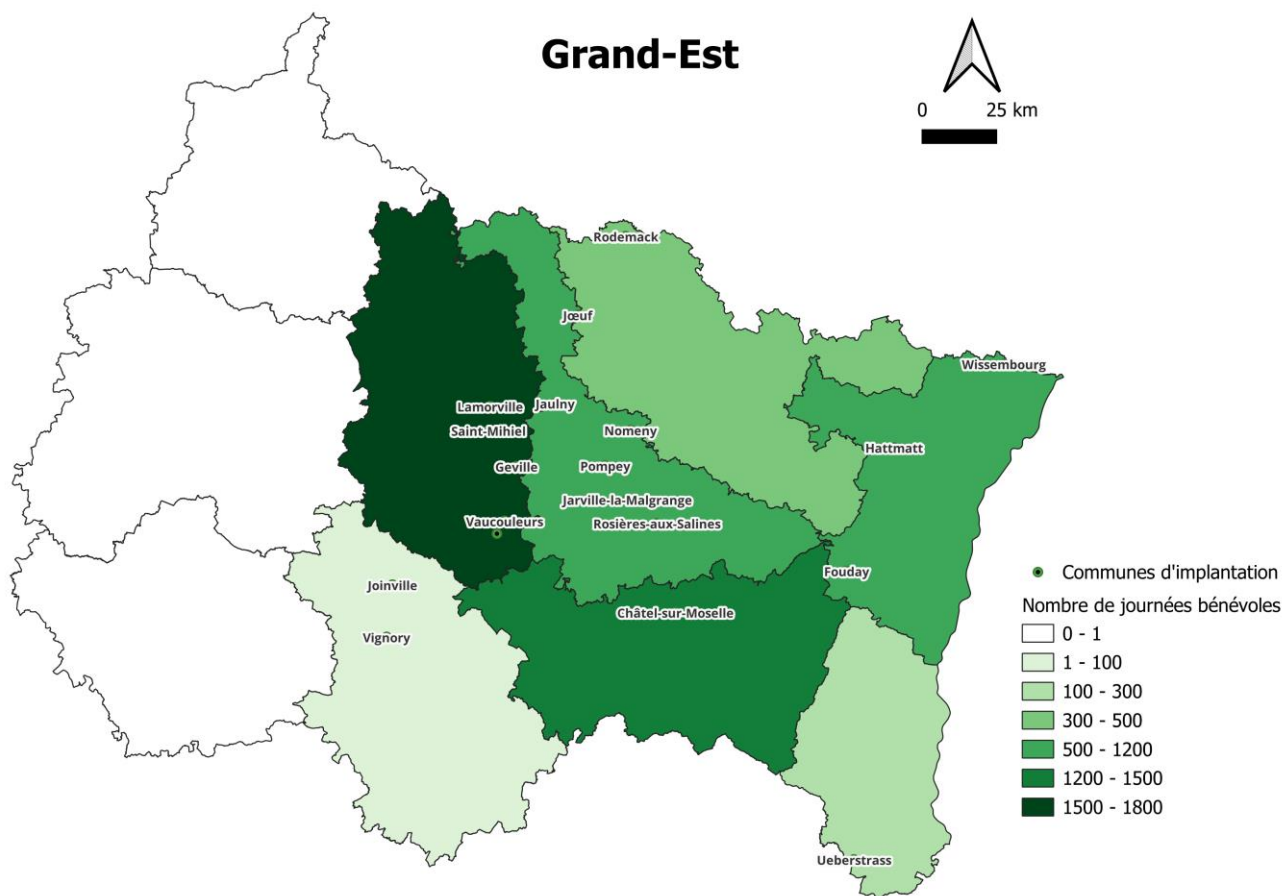 Grand-Est
0 25 km
Rodemack
Jœuf
Wissembourg
Lamorville
Jaulny
Saint-Mihiel
Nomeny
Hattmatt
Geville
Pompey
Jarville-la-Malgrange
Vaucouleurs
Rosières-aux-Salines
Fouday
Joinville
Châtel-sur-Moselle
Vignory
Ueberstrass
Communes d'implantation
Nombre de journées bénévoles
0 - 1
1 - 100
100 - 300
300 - 500
500 - 1200
1200 - 1500
1500 - 1800